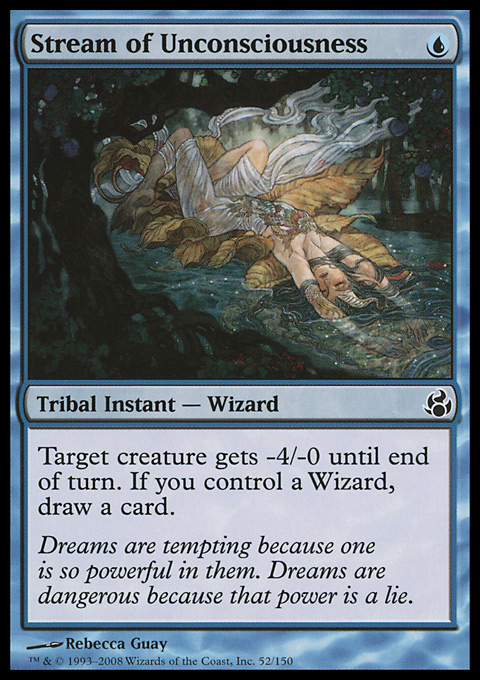 Stream of Unconsciousness
Tribal Instant — Wizard
Target creature gets -4/-0 until end
of turn. If you control a Wizard,
draw a card.
Dreams are tempting because one
is so powerful in them. Dreams are
dangerous because that power is a lie.
Rebecca Guay
™ & © 1993–2008 Wizards of the Coast, Inc. 52/150